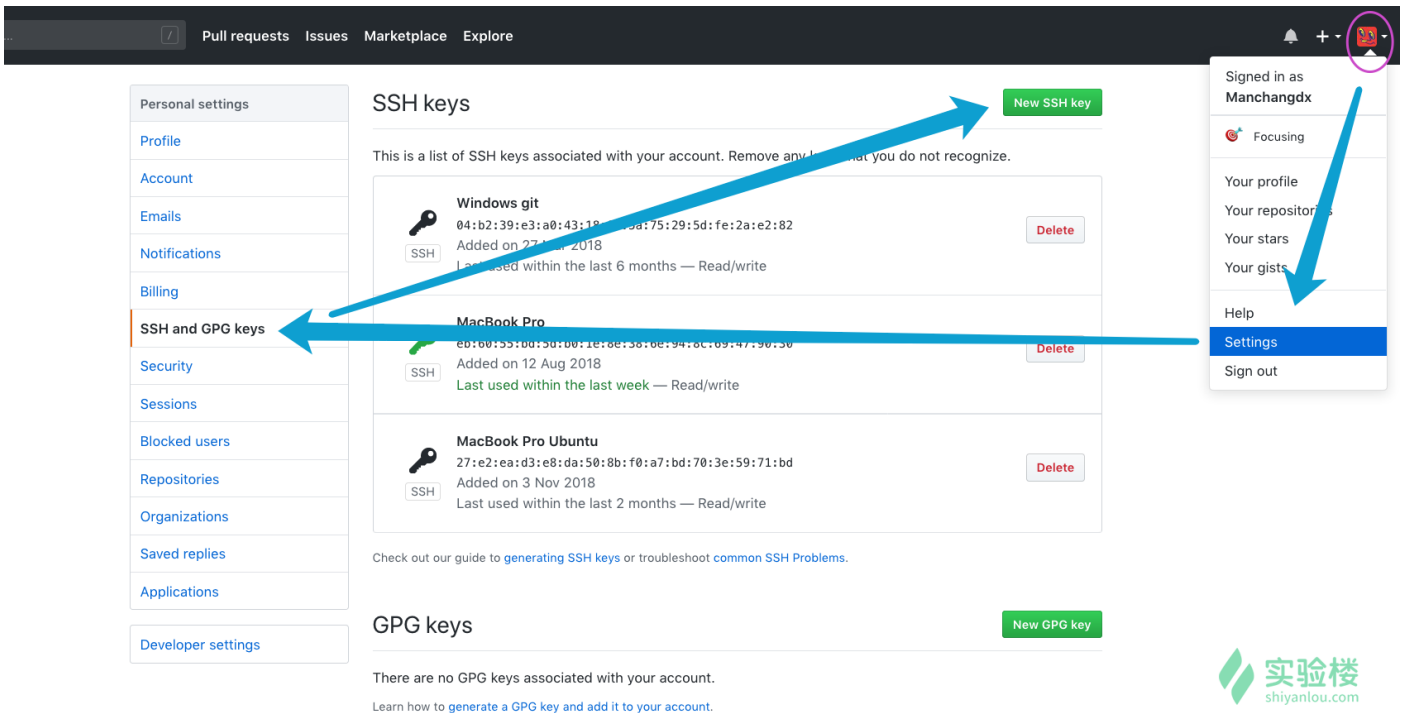 ...
/
Pull requests Issues Marketplace Explore
Signed in as
Manchangdx
Focusing
Your profile
Your repositories
Your stars
Your gists
Help
Settings
Sign out
Personal settings
Profile
Account
Emails
Notifications
Billing
SSH and GPG keys
Security
Sessions
Blocked users
Repositories
Organizations
Saved replies
Applications
Developer settings
SSH keys
New SSH key
This is a list of SSH keys associated with your account. Remove any that you do not recognize.
Windows git
04:b2:39:e3:a0:43:18: :75:29:5d:fe:2a:e2:82
SSH
Added on 27 2018
Last used within the last 6 months — Read/write
Delete
MacBook Pro
SSH
Added on 12 Aug 2018
Last used within the last week — Read/write
Delete
MacBook Pro Ubuntu
27:e2:ea:d3:e8:da:50:8b:f0:a7:bd:70:3e:59:71:bd
SSH
Added on 3 Nov 2018
Last used within the last 2 months — Read/write
Delete
Check out our guide to generating SSH keys or troubleshoot common SSH Problems.
GPG keys
New GPG key
There are no GPG keys associated with your account.
Learn how to generate a GPG key and add it to your account.
实验楼
shiyanlou.com